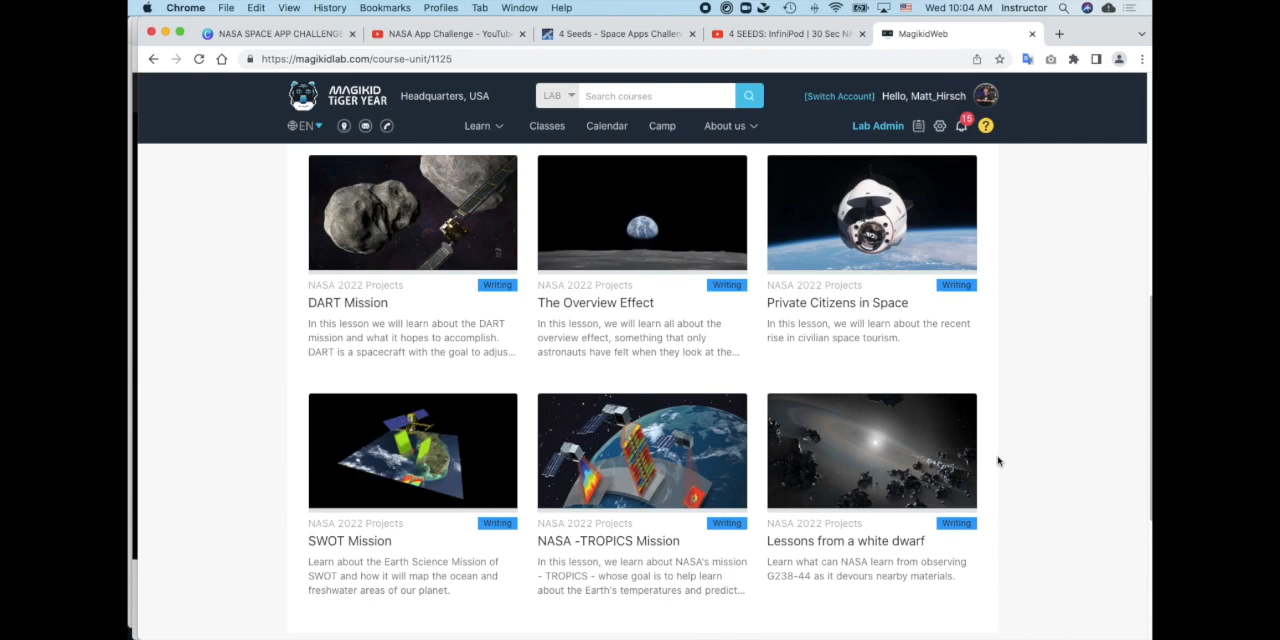 Chrome File Edit View History Bookmarks Profiles Tab Window Help Wed 10:04 AM Instructor
NASA SPACE APP CHALLENGE NASA App Challenge - YouTube 4 Seeds - Space Apps Challen 4 SEEDS: InfiniPod | 30 Sec N MagikidWeb
https://magikidlab.com/course-unit/1125
MAGIKID
TIGER YEAR
Headquarters, USA LAB Search courses [Switch Account] Hello, Matt_Hirsch
EN Learn Classes Calendar Camp About us Lab Admin 15 ?
NASA 2022 Projects Writing
DART Mission
In this lesson we will learn about the DART
mission and what it hopes to accomplish.
DART is a spacecraft with the goal to adjus...
NASA 2022 Projects Writing
The Overview Effect
In this lesson, we will learn all about the
overview effect, something that only
astronauts have felt when they look at the...
NASA 2022 Projects Writing
Private Citizens in Space
In this lesson, we will learn about the recent
rise in civilian space tourism.
NASA 2022 Projects Writing
SWOT Mission
Learn about the Earth Science Mission of
SWOT and how it will map the ocean and
freshwater areas of our planet.
NASA 2022 Projects Writing
NASA -TROPICS Mission
In this lesson, we learn about NASA's mission
- TROPICS - whose goal is to help learn
about the Earth's temperatures and predict...
NASA 2022 Projects Writing
Lessons from a white dwarf
Learn what can NASA learn from observing
G238-44 as it devours nearby materials.